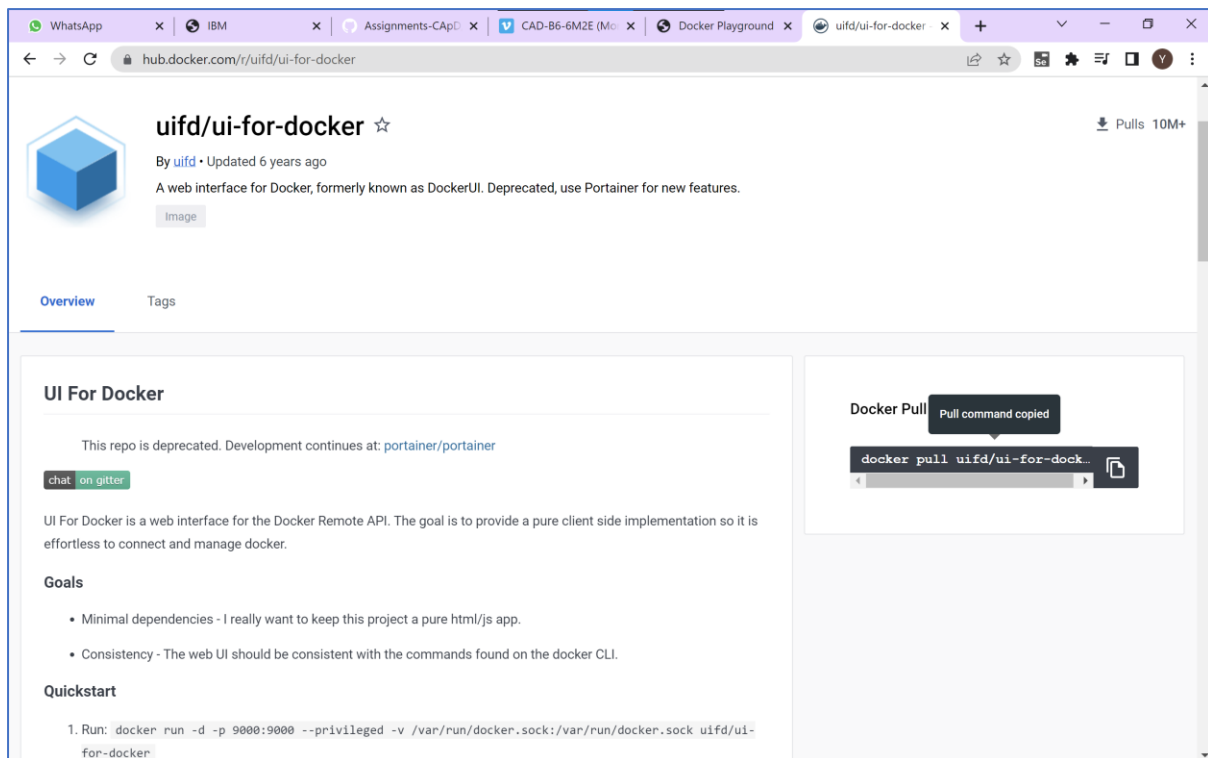 WhatsApp
IBM
Assignments-CApD
CAD-B6-6M2E (Mo
Docker Playground
uifd/ui-for-docker
hub.docker.com/r/uifd/ui-for-docker
Se
Y
uifd/ui-for-docker
Pulls 10M+
By uifd • Updated 6 years ago
A web interface for Docker, formerly known as DockerUI. Deprecated, use Portainer for new features.
Image
Overview
Tags
UI For Docker
This repo is deprecated. Development continues at: portainer/portainer
chat on gitter
UI For Docker is a web interface for the Docker Remote API. The goal is to provide a pure client side implementation so it is
effortless to connect and manage docker.
Goals
• Minimal dependencies - I really want to keep this project a pure html/js app.
• Consistency - The web UI should be consistent with the commands found on the docker CLI.
Quickstart
1. Run: docker run -d -p 9000:9000 --privileged -v /var/run/docker.sock:/var/run/docker.sock uifd/ui-
for-docker
Docker Pull
Pull command copied
docker pull uifd/ui-for-dock…